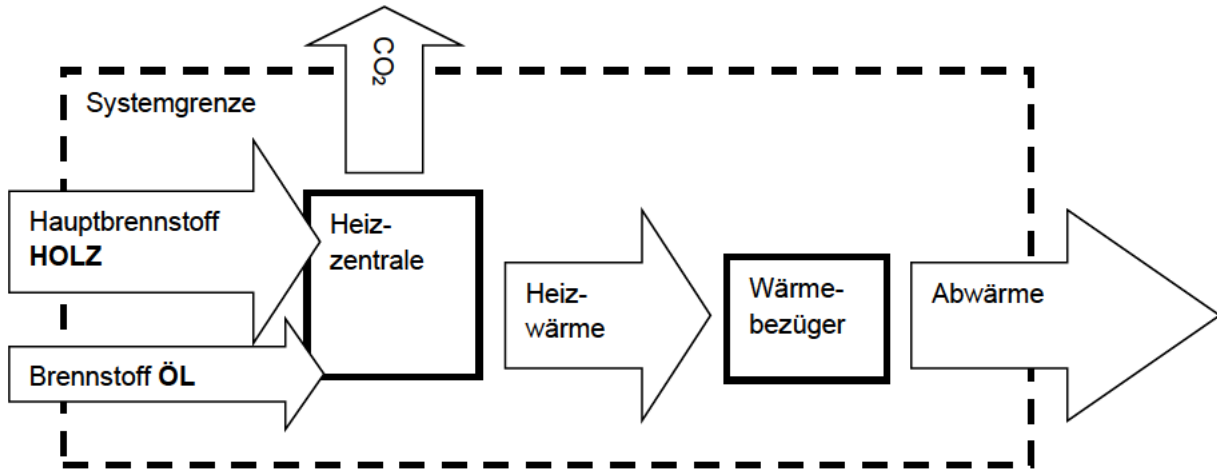 CO₂
Systemgrenze
Hauptbrennstoff
HOLZ
Heiz-
zentrale
Heiz-
wärme
Wärme-
bezüger
Abwärme
Brennstoff ÖL